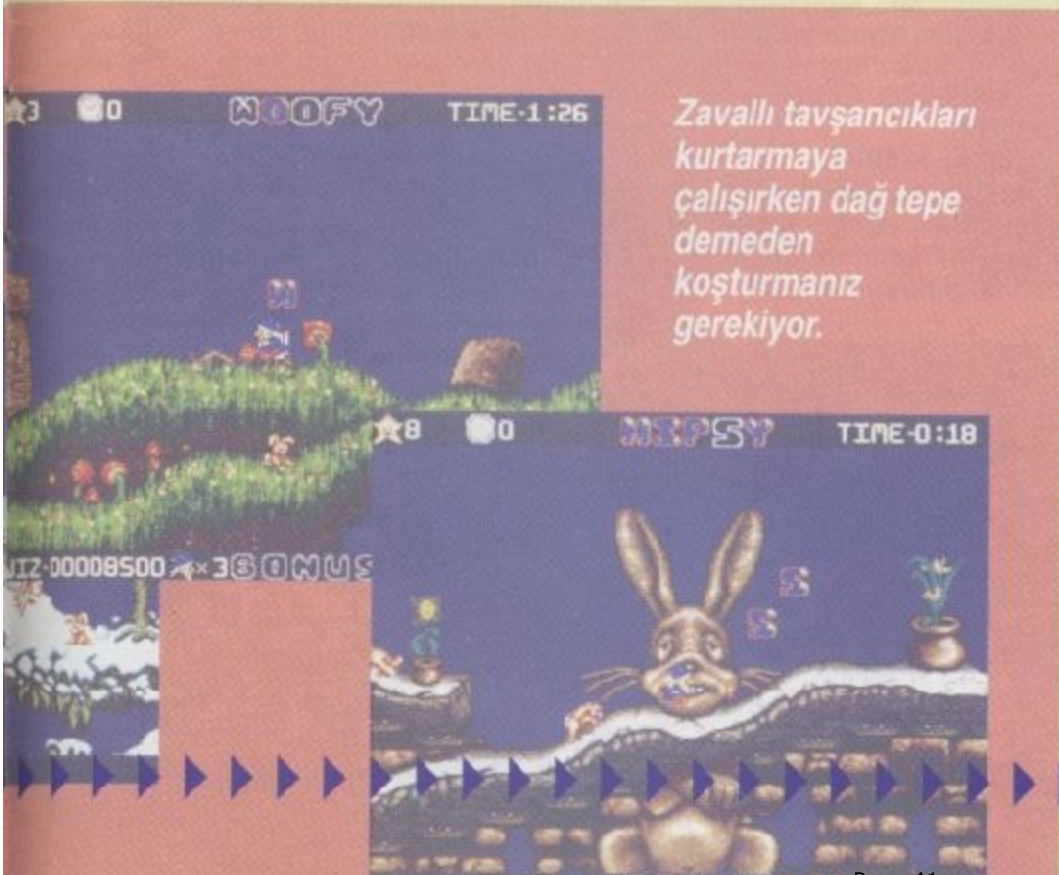 3 0 WOOFY TIME-1:26
Zavallı tavşancıkları
kurtarmaya
çalışırken dağ tepe
demeden
koşturmanız
gerekiyor.
8 0 MIPSY TIME-0:18
00008500 × 3 BONUS
S
S